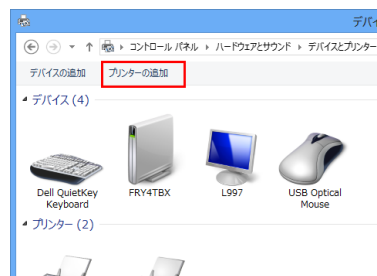 デバイ
コントロール パネル ▸ ハードウェアとサウンド ▸ デバイスとプリンター
デバイスの追加 プリンターの追加
デバイス (4)
Dell QuietKey Keyboard
FRY4TBX
L997
USB Optical Mouse
プリンター (2)